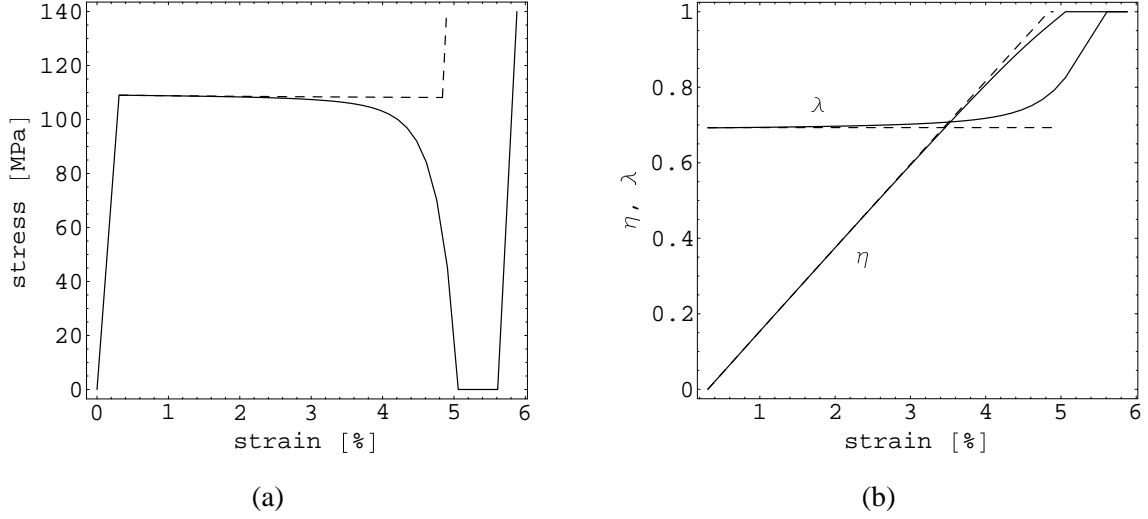 140
120
100
80
60
40
20
0
stress [MPa]
0 1 2 3 4 5 6
strain [%]
(a)
1
0.8
0.6
0.4
0.2
0
η, λ
λ
η
1 2 3 4 5 6
strain [%]
(b)